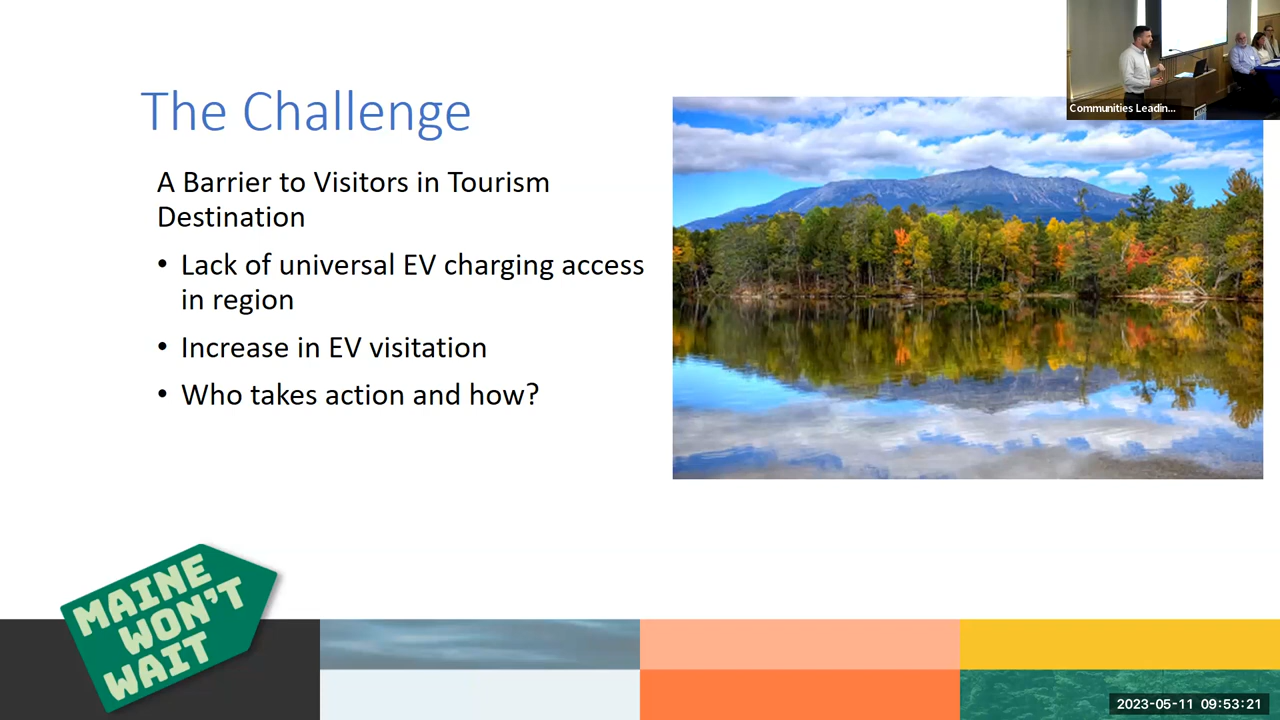 The Challenge
A Barrier to Visitors in Tourism
Destination
• Lack of universal EV charging access
in region
• Increase in EV visitation
• Who takes action and how?
Communities Leadin...
MAINE
WON'T
WAIT
2023-05-11 09:53:21